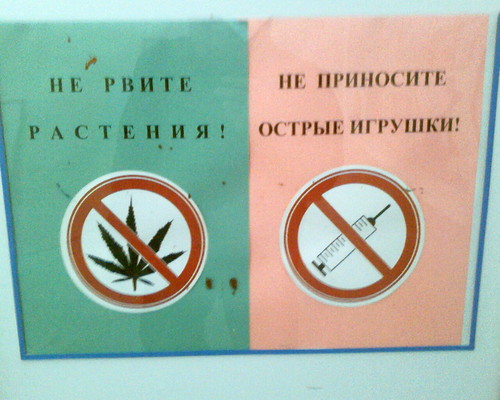 НЕ РВИТЕ
РАСТЕНИЯ!
НЕ ПРИНОСИТЕ
ОСТРЫЕ ИГРУШКИ!